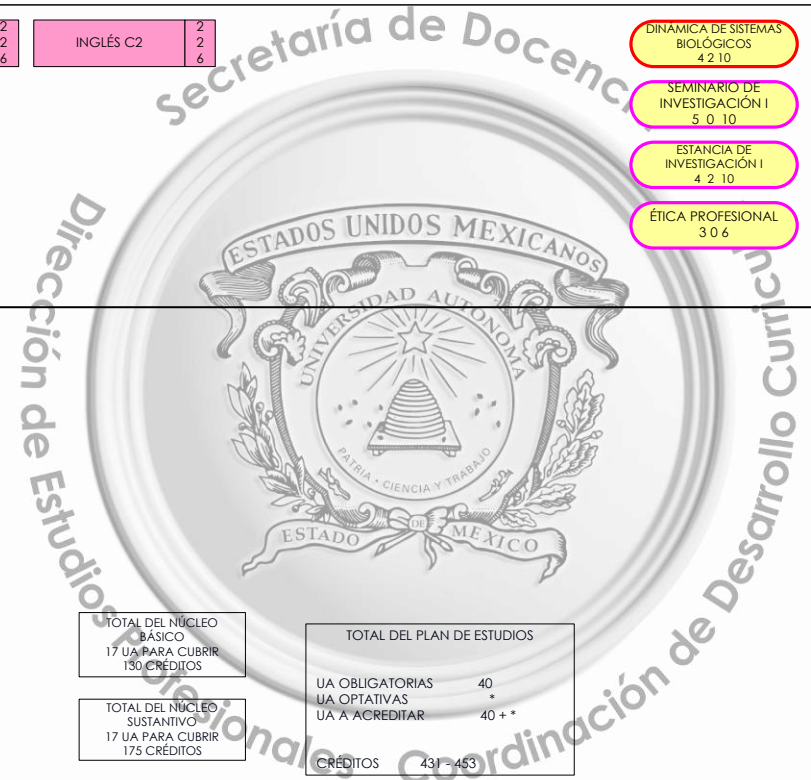 2
2
6
INGLÉS C2
2
2
6
DINÁMICA DE SISTEMAS
BIOLÓGICOS
4 2 10
SEMINARIO DE
INVESTIGACIÓN I
5 0 10
ESTANCIA DE
INVESTIGACIÓN I
4 2 10
ÉTICA PROFESIONAL
3 0 6
Secretaría de
Dirección de Estudios Profesionales
Coordinación de Desarrollo
ESTADOS UNIDOS MEXICANOS
UNIVERSIDAD AUTONOMA
PATRIA • CIENCIA Y TRABAJO
ESTADO DE MEXICO
TOTAL DEL NÚCLEO
BÁSICO
17 UA PARA CUBRIR
130 CRÉDITOS
TOTAL DEL NÚCLEO
SUSTANTIVO
17 UA PARA CUBRIR
175 CRÉDITOS
TOTAL DEL PLAN DE ESTUDIOS
UA OBLIGATORIAS 40
UA OPTATIVAS *
UA A ACREDITAR 40 + *
CRÉDITOS 431 - 453